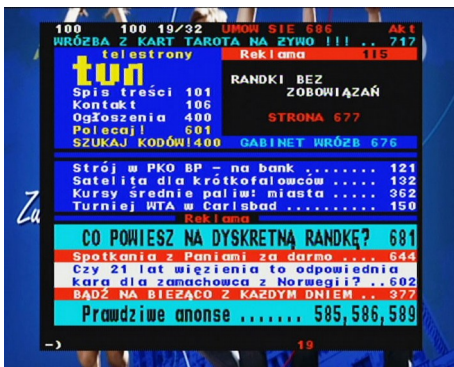 100 100 19/32 UMOW SIE 686 Akt
WRÓŻBA Z KART TAROTA NA ŻYWO !!! .. 717
telestrony
tvn
Reklama 115
RANDKI BEZ
ZOBOWIĄZAŃ
STRONA 677
Spis treści 101
Kontakt 106
Ogłoszenia 400
Polecaj! 601
SZUKAJ KODÓW!400
GABINET WRÓŻB 676
Strój w PKO BP - na bank ........ 121
Satelita dla krótkofalowców ..... 132
Kursy średnie paliw: miasta ..... 362
Turniej WTA w Carlsbad .......... 150
Reklama
CO POWIESZ NA DYSKRETNĄ RANDKĘ? 681
Spotkania z Paniami za darmo .... 644
Czy 21 lat więzienia to odpowiednia
kara dla zamachowca z Norwegii? ..602
BĄDŹ NA BIEŻĄCO Z KAŻDYM DNIEM .. 377
Prawdziwe anonse ....... 585,586,589
-) 19
Zu